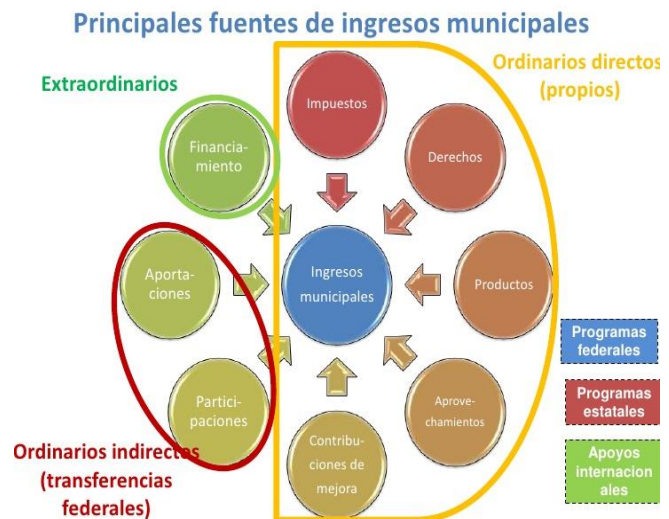 Principales fuentes de ingresos municipales
Extraordinarios
Ordinarios directos
(propios)
Impuestos
Financia-
miento
Derechos
Aporta-
ciones
Ingresos
municipales
Productos
Partici-
paciones
Aprove-
chamientos
Contribu-
ciones de
mejora
Ordinarios indirectos
(transferencias
federales)
Programas
federales
Programas
estatales
Apoyos
internacion
ales